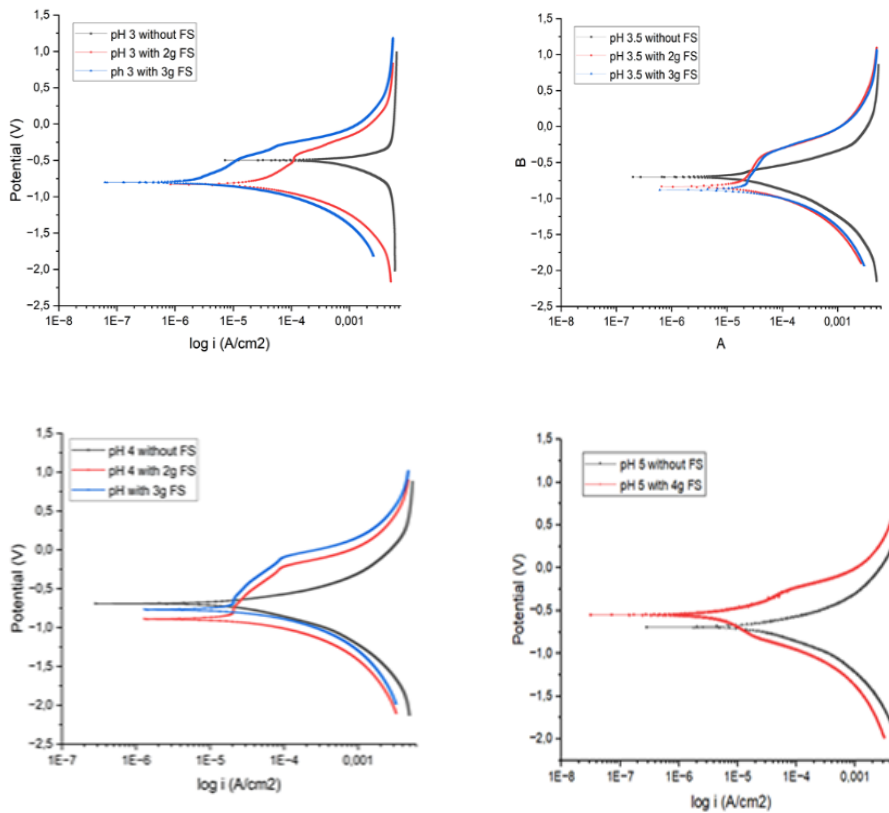 pH 3 without FS
pH 3 with 2g FS
ph 3 with 3g FS
1,5
1,0
0,5
0,0
-0,5
-1,0
-1,5
-2,0
-2,5
Potential (V)
1E-8
1E-7
1E-6
1E-5
1E-4
0,001
log i (A/cm2)
pH 3.5 without FS
pH 3.5 with 2g FS
pH 3.5 with 3g FS
1,5
1,0
0,5
0,0
-0,5
-1,0
-1,5
-2,0
-2,5
B
1E-8
1E-7
1E-6
1E-5
1E-4
0,001
A
pH 4 without FS
pH 4 with 2g FS
pH with 3g FS
1,5
1,0
0,5
0,0
-0,5
-1,0
-1,5
-2,0
-2,5
Potential (V)
1E-7
1E-6
1E-5
1E-4
0,001
log i (A/cm2)
pH 5 without FS
pH 5 with 4g FS
1,5
1,0
0,5
0,0
-0,5
-1,0
-1,5
-2,0
Potential (V)
1E-8
1E-7
1E-6
1E-5
1E-4
0,001
log i (A/cm2)